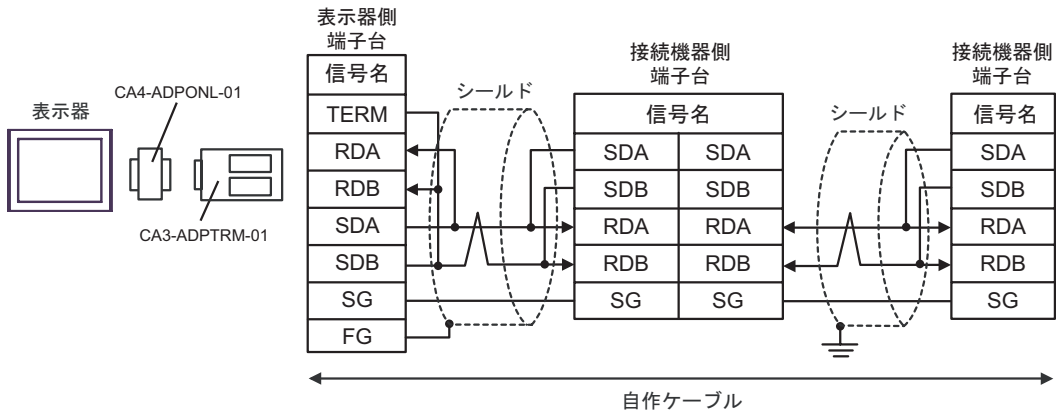 表示器
CA4-ADPONL-01
CA3-ADPTRM-01
表示器側
端子台
信号名
TERM
RDA
RDB
SDA
SDB
SG
FG
シールド
接続機器側
端子台
信号名
SDA SDA
SDB SDB
RDA RDA
RDB RDB
SG SG
シールド
接続機器側
端子台
信号名
SDA
SDB
RDA
RDB
SG
自作ケーブル